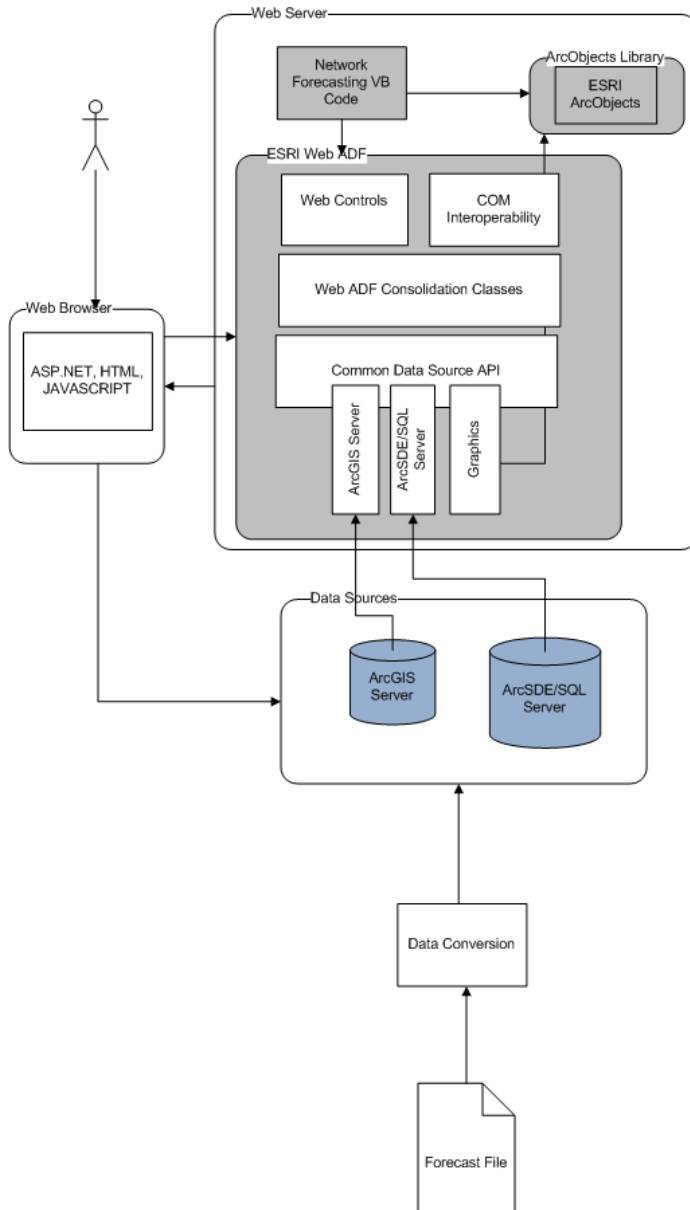 Web Server
Network
Forecasting VB
Code
ArcObjects Library
ESRI
ArcObjects
ESRI Web ADF
Web Controls
COM
Interoperability
Web ADF Consolidation Classes
Web Browser
ASP.NET, HTML,
JAVASCRIPT
Common Data Source API
ArcGIS Server
ArcSDE/SQL
Server
Graphics
Data Sources
ArcGIS
Server
ArcSDE/SQL
Server
Data Conversion
Forecast File